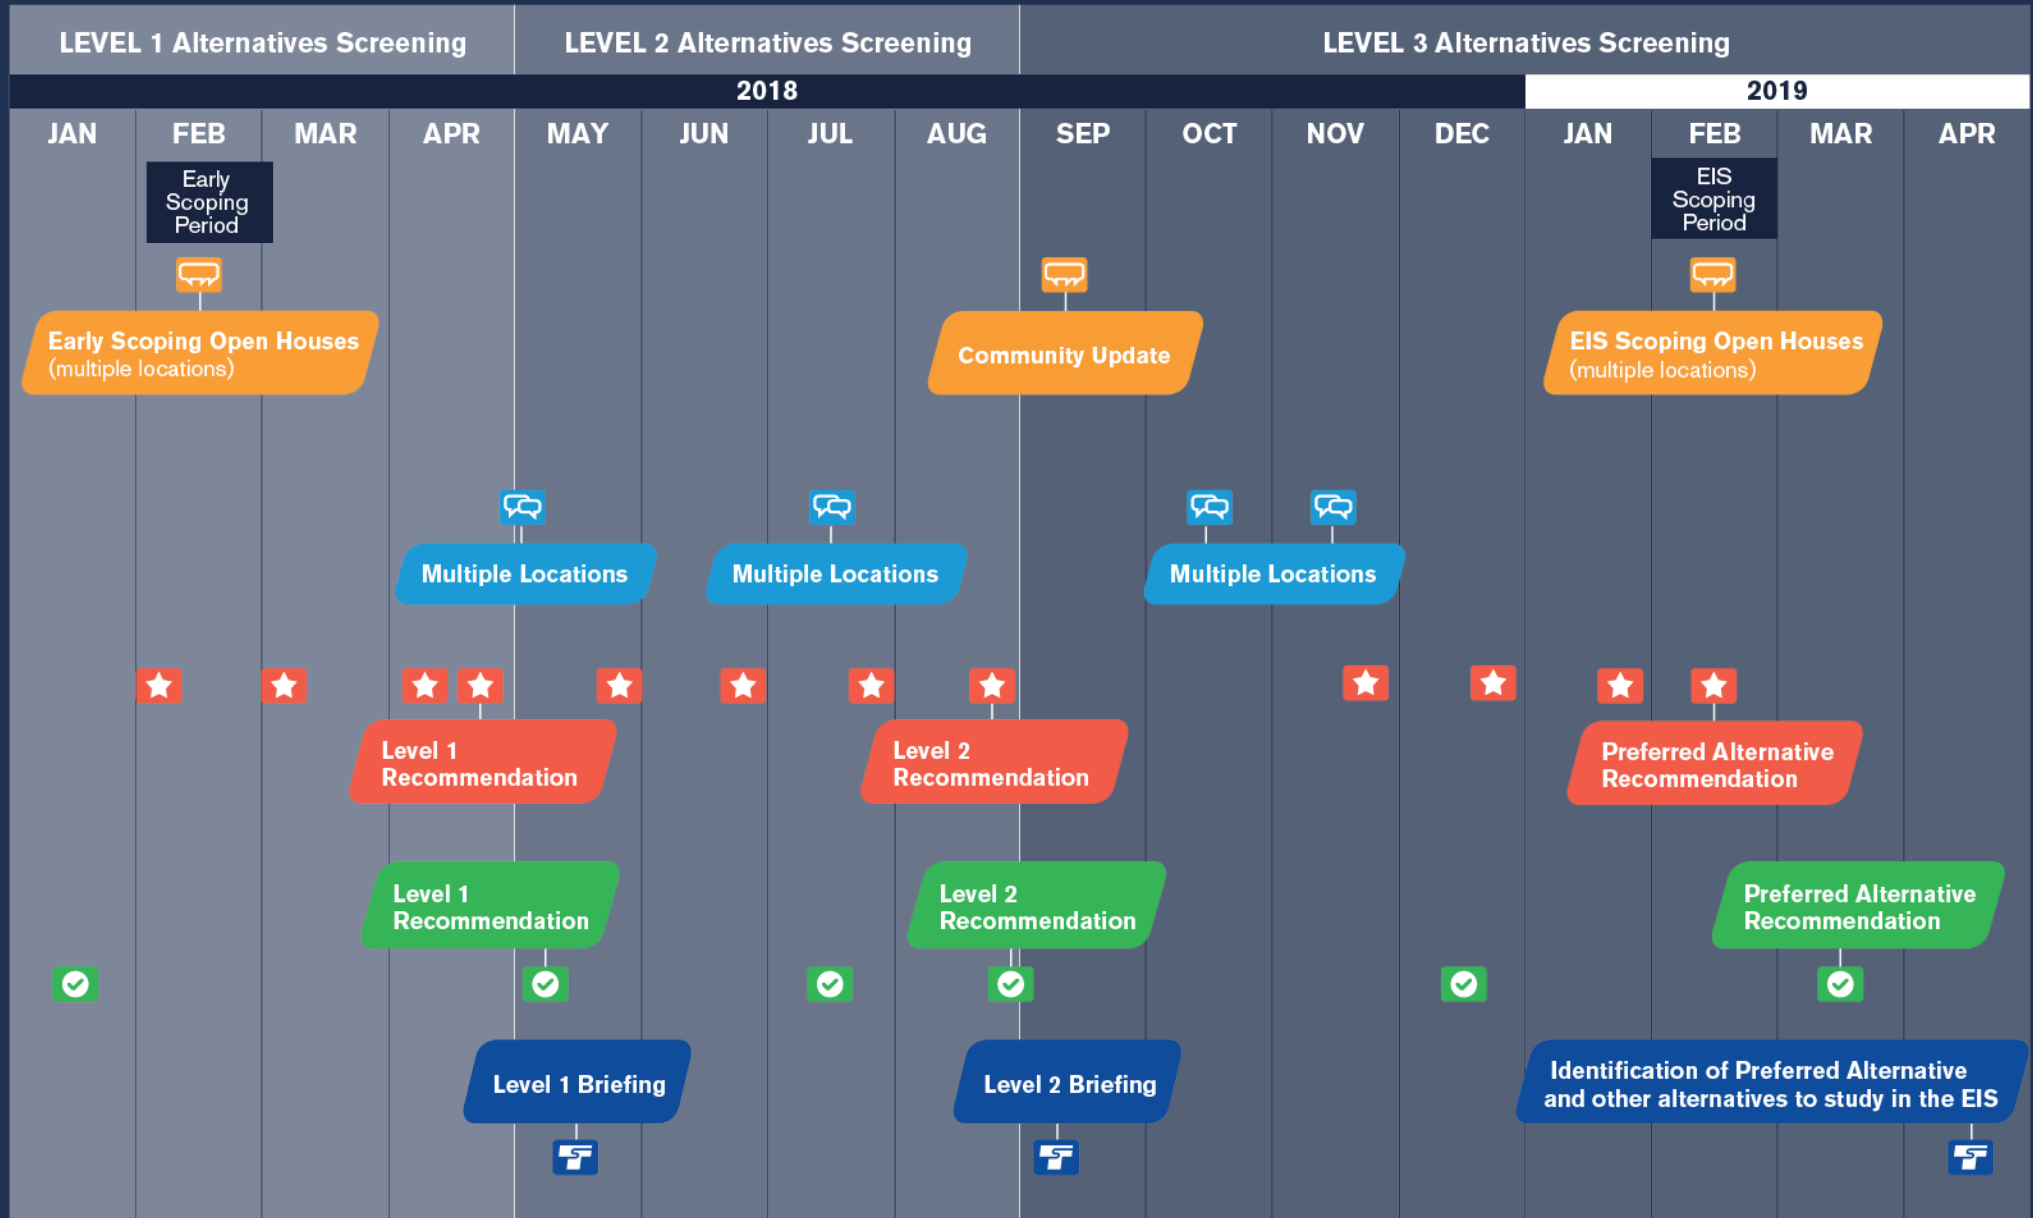 LEVEL 1 Alternatives Screening
LEVEL 2 Alternatives Screening
LEVEL 3 Alternatives Screening
2018
2019
JAN
FEB
MAR
APR
MAY
JUN
JUL
AUG
SEP
OCT
NOV
DEC
JAN
FEB
MAR
APR
Early
Scoping
Period
EIS
Scoping
Period
Early Scoping Open Houses
(multiple locations)
Community Update
EIS Scoping Open Houses
(multiple locations)
Multiple Locations
Multiple Locations
Multiple Locations
Level 1
Recommendation
Level 2
Recommendation
Preferred Alternative
Recommendation
Level 1
Recommendation
Level 2
Recommendation
Preferred Alternative
Recommendation
Level 1 Briefing
Level 2 Briefing
Identification of Preferred Alternative
and other alternatives to study in the EIS